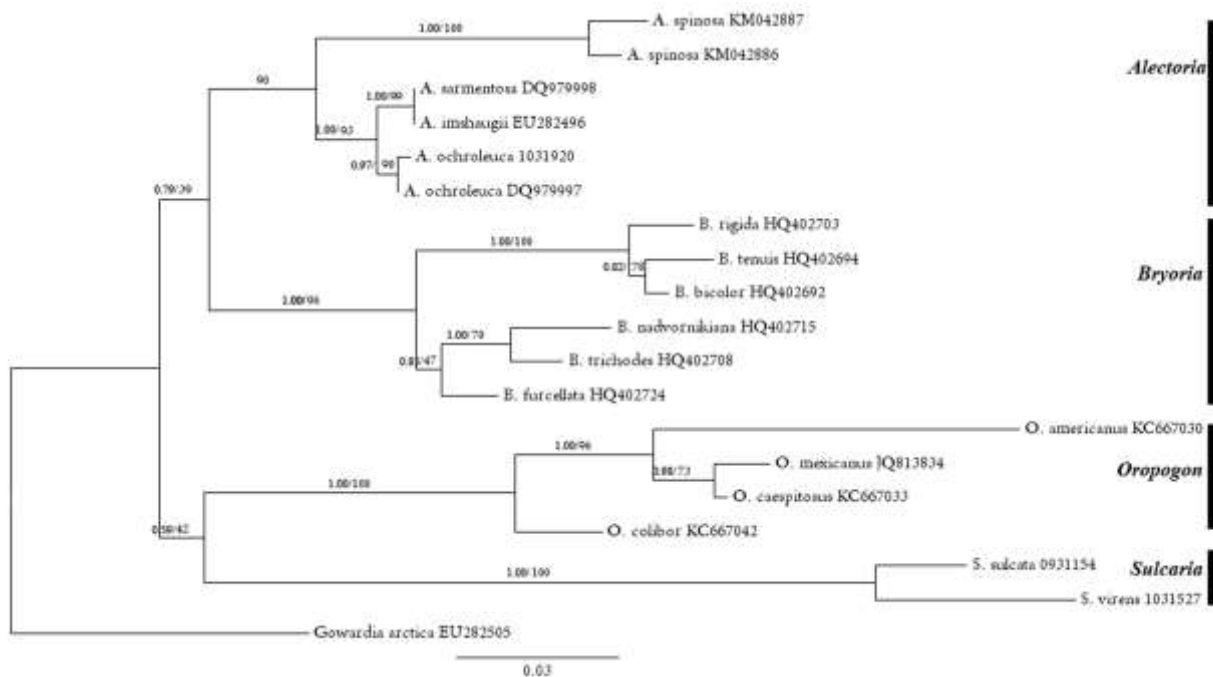 1.00/100
A. spinosa KM042887
A. spinosa KM042886
Alectoria
90
1.00/99
A. sarmentosa DQ979998
A. imshaugii EU282496
1.00/93
A. ochroleuca 1031920
0.97/ 90
A. ochroleuca DQ979997
0.79/39
B. rigida HQ402703
1.00/100
B. tenuis HQ402694
B. bicolor HQ402692
Bryoria
1.00/96
B. nadvornikiana HQ402715
1.00/79
B. trichodes HQ402708
B. furcellata HQ402724
O. americanus KC667030
1.00/96
O. mexicanus JQ813834
1.00/73
O. caespitosus KC667033
Oropogon
1.00/100
O. colibor KC667042
S. sulcata 0931154
Sulcaria
1.00/100
S. virens 1031527
Gowardia arctica EU282505
0.03